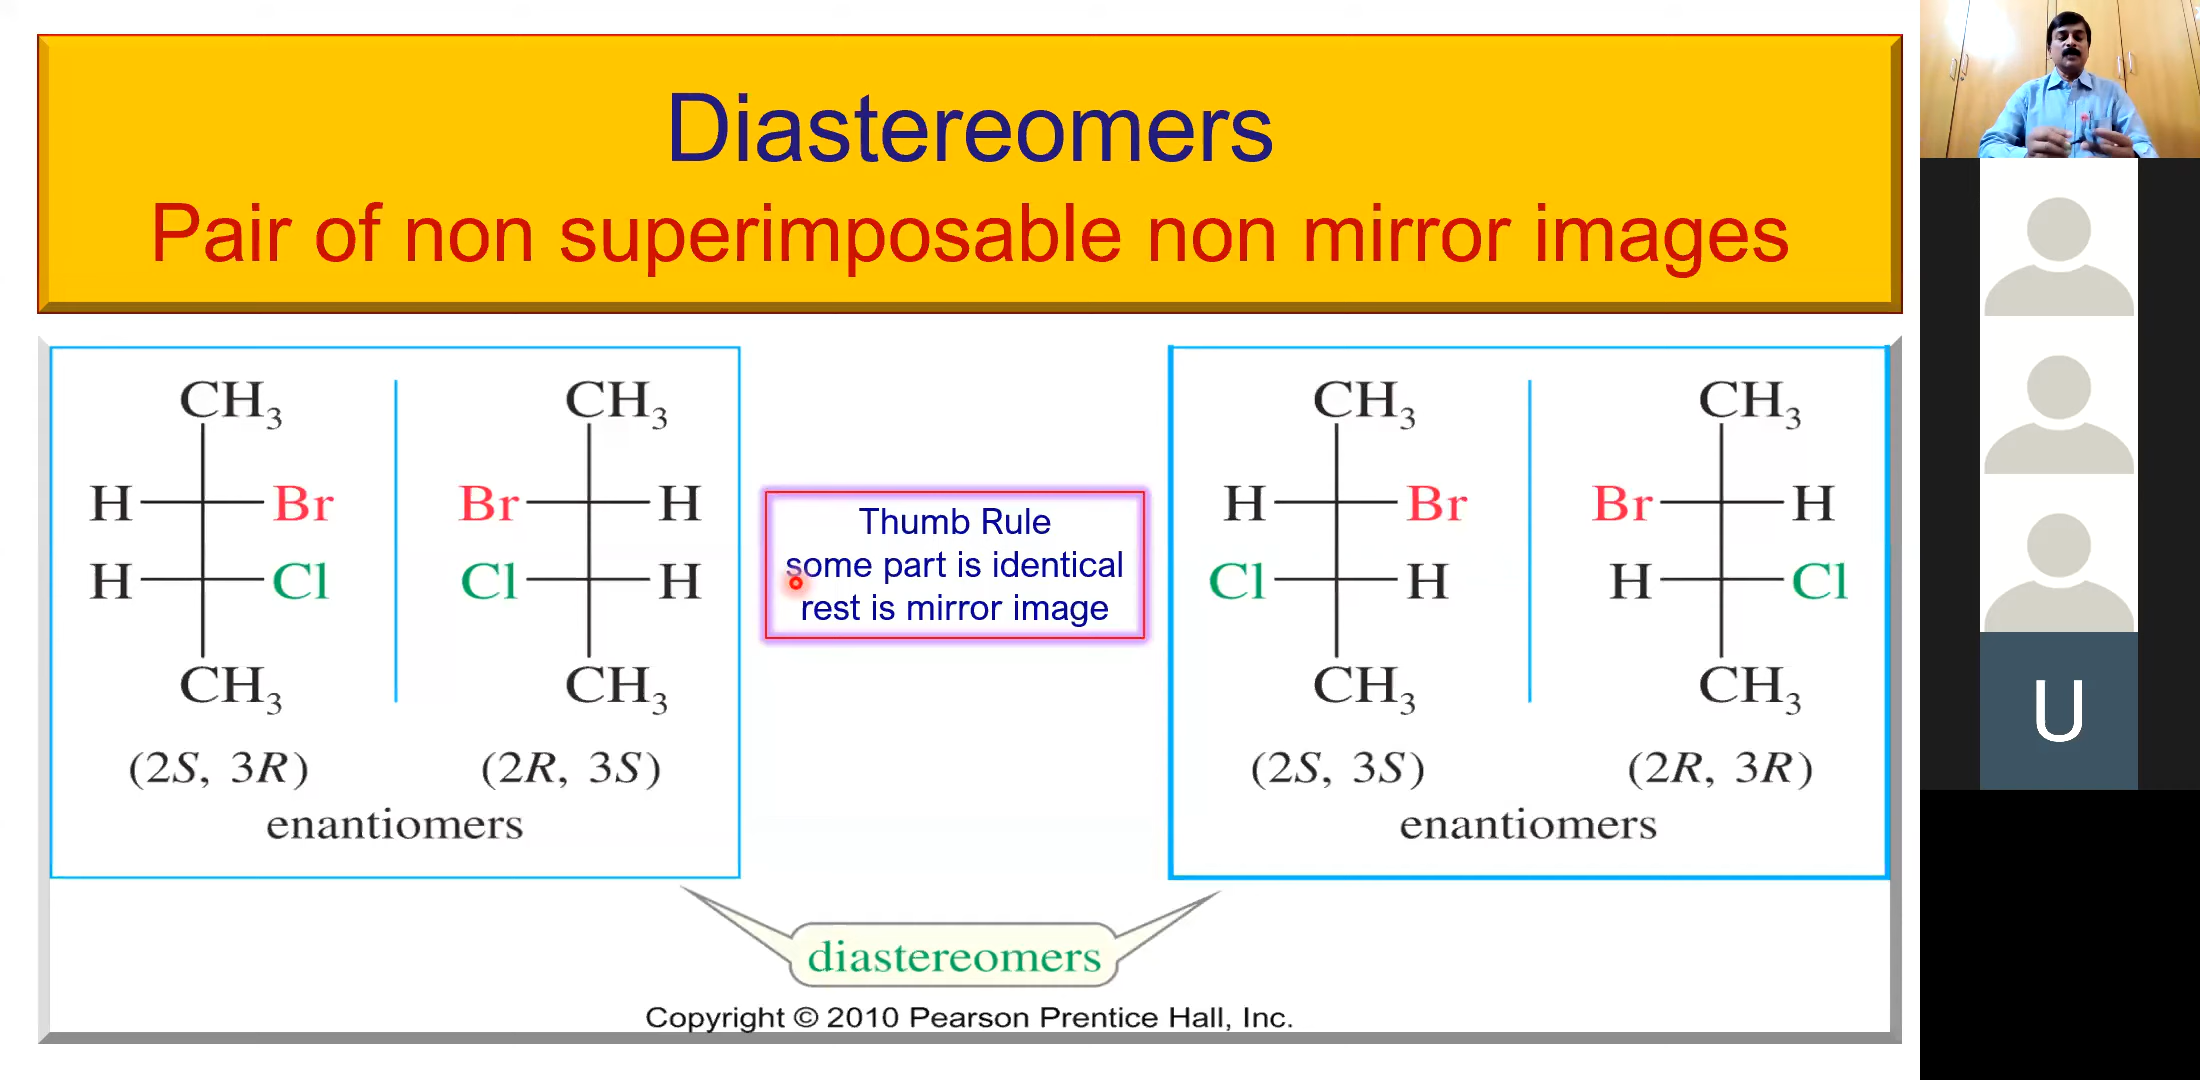 Diastereomers
Pair of non superimposable non mirror images
CH₃ CH₃
H Br Br H
H Cl Cl H
CH₃ CH₃
(2S, 3R) (2R, 3S)
enantiomers
Thumb Rule
some part is identical
rest is mirror image
CH₃ CH₃
H Br Br H
Cl H H Cl
CH₃ CH₃
(2S, 3S) (2R, 3R)
enantiomers
diastereomers
Copyright © 2010 Pearson Prentice Hall, Inc.
U